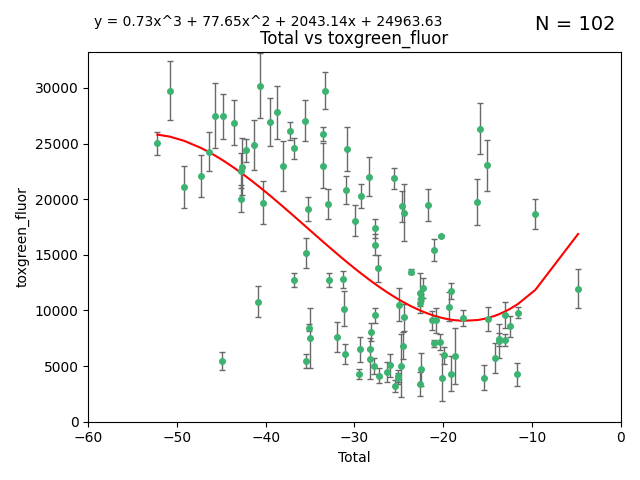 y = 0.73x^3 + 77.65x^2 + 2043.14x + 24963.63
N = 102
Total vs toxgreen_fluor
30000
25000
20000
15000
10000
5000
0
toxgreen_fluor
−60 −50 −40 −30 −20 −10 0
Total